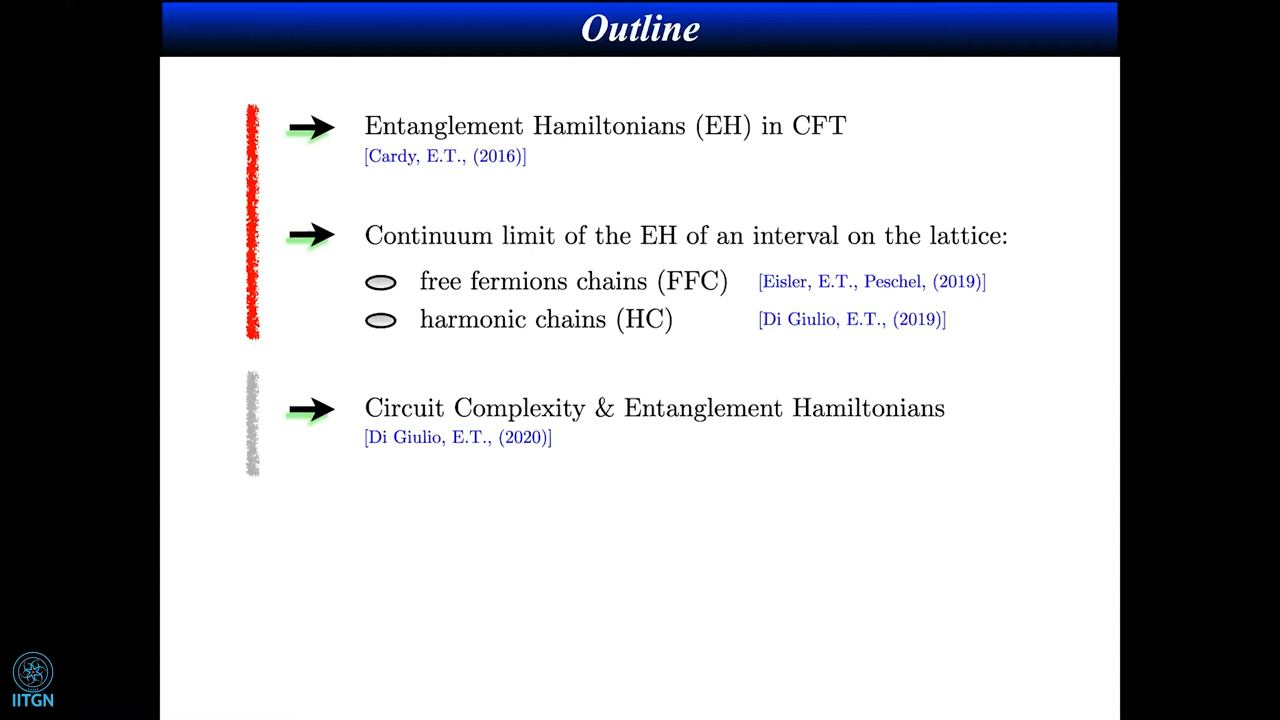 Outline
Entanglement Hamiltonians (EH) in CFT
[Cardy, E.T., (2016)]
Continuum limit of the EH of an interval on the lattice:
free fermions chains (FFC) [Eisler, E.T., Peschel, (2019)]
harmonic chains (HC) [Di Giulio, E.T., (2019)]
Circuit Complexity & Entanglement Hamiltonians
[Di Giulio, E.T., (2020)]
IITGN